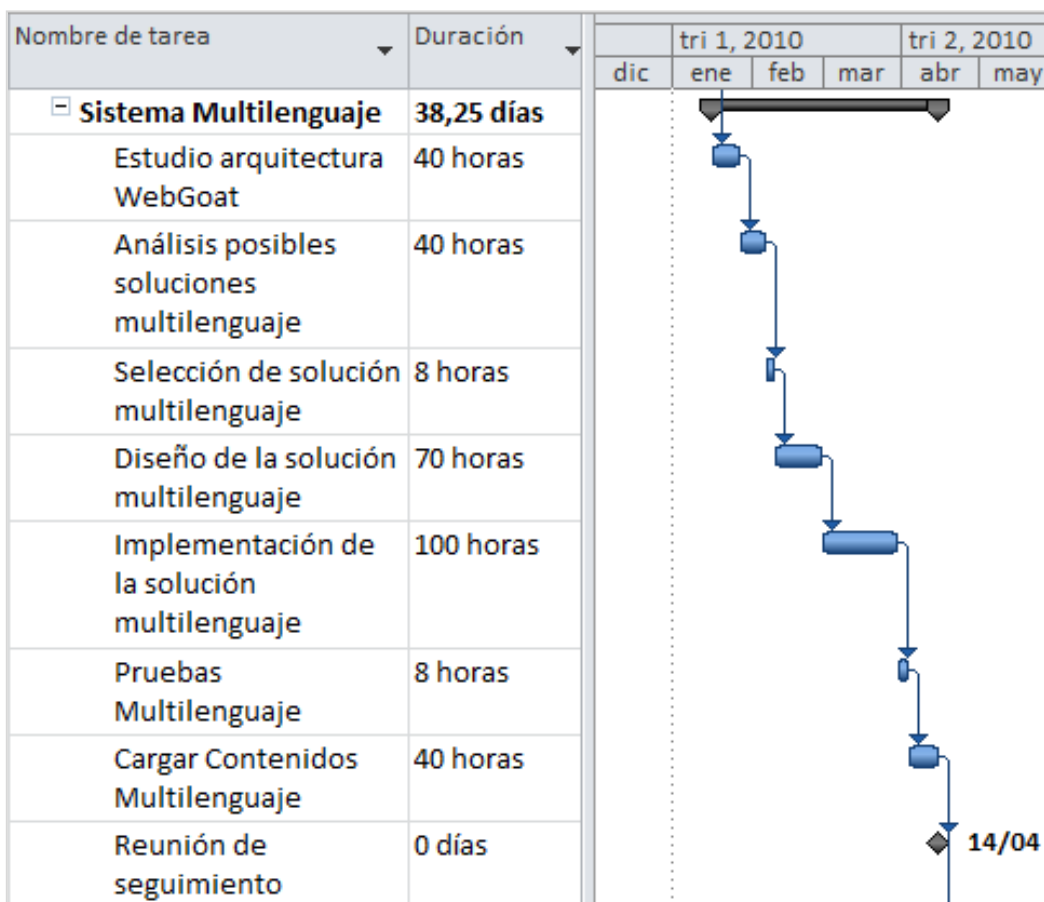 Nombre de tarea
Duración
tri 1, 2010
tri 2, 2010
dic
ene
feb
mar
abr
may
Sistema Multilenguaje
38,25 días
Estudio arquitectura
WebGoat
40 horas
Análisis posibles
soluciones
multilenguaje
40 horas
Selección de solución
multilenguaje
8 horas
Diseño de la solución
multilenguaje
70 horas
Implementación de
la solución
multilenguaje
100 horas
Pruebas
Multilenguaje
8 horas
Cargar Contenidos
Multilenguaje
40 horas
Reunión de
seguimiento
0 días
14/04